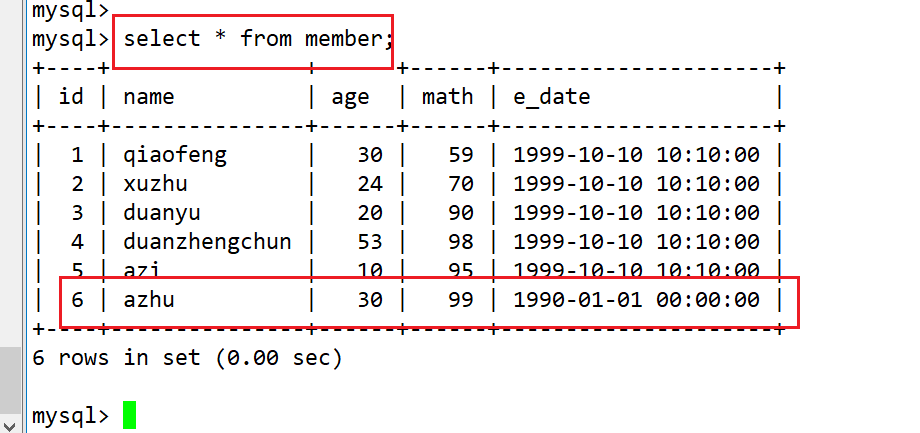 mysql>
mysql> select * from member;
+----+---------------+------+------+---------------------+
| id | name          | age  | math | e_date              |
+----+---------------+------+------+---------------------+
|  1 | qiaofeng      |   30 |   59 | 1999-10-10 10:10:00 |
|  2 | xuzhu         |   24 |   70 | 1999-10-10 10:10:00 |
|  3 | duanyu        |   20 |   90 | 1999-10-10 10:10:00 |
|  4 | duanzhengchun |   53 |   98 | 1999-10-10 10:10:00 |
|  5 | azi           |   10 |   95 | 1999-10-10 10:10:00 |
|  6 | azhu          |   30 |   99 | 1990-01-01 00:00:00 |
+----+---------------+------+------+---------------------+
6 rows in set (0.00 sec)
mysql>